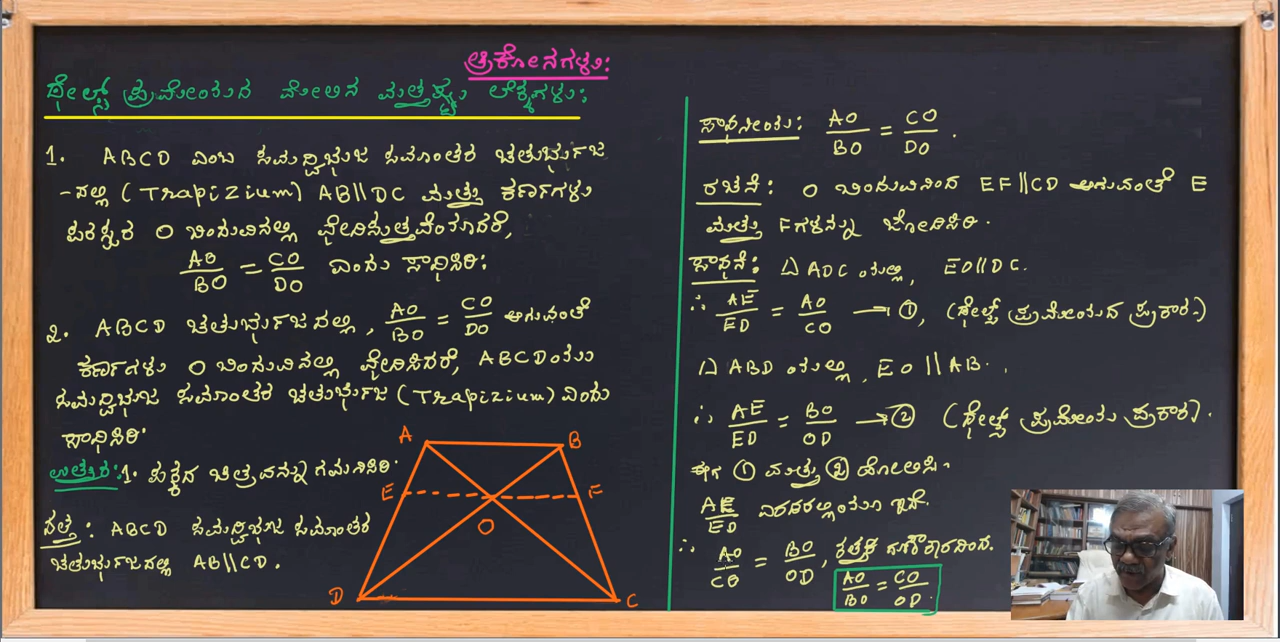 ತ್ರಿಕೋನಗಳು:
ಥೇಲ್ಸ್ ಪ್ರಮೇಯದ ಮೇಲಿನ ಮತ್ತಷ್ಟು ಲೆಕ್ಕಗಳು:
1. ABCD ಎಂಬ ಸಮದ್ವಿಭುಜ ಸಮಾಂತರ ಚತುರ್ಭುಜ
-ದಲ್ಲಿ (Trapizium) AB∥DC ಮತ್ತು ಕರ್ಣಗಳು
ಪರಸ್ಪರ O ಬಿಂದುವಿನಲ್ಲಿ ಛೇದಿಸುತ್ತವೆಯಾದರೆ,
AO/BO = CO/DO ಎಂದು ಸಾಧಿಸಿರಿ:
2. ABCD ಚತುರ್ಭುಜದಲ್ಲಿ, AO/BO = CO/DO ಆಗುವಂತೆ
ಕರ್ಣಗಳು O ಬಿಂದುವಿನಲ್ಲಿ ಛೇದಿಸಿದರೆ, ABCDಯು
ಸಮದ್ವಿಭುಜ ಸಮಾಂತರ ಚತುರ್ಭುಜ (Trapizium) ಎಂದು
ಸಾಧಿಸಿರಿ.
ಉತ್ತರ: 1. ಪಕ್ಕದ ಚಿತ್ರವನ್ನು ಗಮನಿಸಿರಿ.
ದತ್ತ: ABCD ಸಮದ್ವಿಭುಜ ಸಮಾಂತರ
ಚತುರ್ಭುಜದಲ್ಲಿ AB∥CD.
A B
E F
O
D C
ಸಾಧನೀಯ: AO/BO = CO/DO.
ರಚನೆ: O ಬಿಂದುವಿನಿಂದ EF∥CD ಆಗುವಂತೆ E
ಮತ್ತು Fಗಳನ್ನು ಜೋಡಿಸಿರಿ.
ಸಾಧನೆ: △ADC ಯಲ್ಲಿ, EO∥DC.
∴ AE/ED = AO/CO → ①, (ಥೇಲ್ಸ್ ಪ್ರಮೇಯದ ಪ್ರಕಾರ.)
△ABD ಯಲ್ಲಿ, EO∥AB.
∴ AE/ED = BO/OD → ② (ಥೇಲ್ಸ್ ಪ್ರಮೇಯ ಪ್ರಕಾರ).
ಈಗ ① ಮತ್ತು ② ಹೋಲಿಸಿ.
AE/ED ಎರಡರಲ್ಲಿಯೂ ಇದೆ.
∴ AO/CO = BO/OD, ಕತ್ತರಿ ಗುಣಾಕಾರದಿಂದ.
AO/BO = CO/OD.